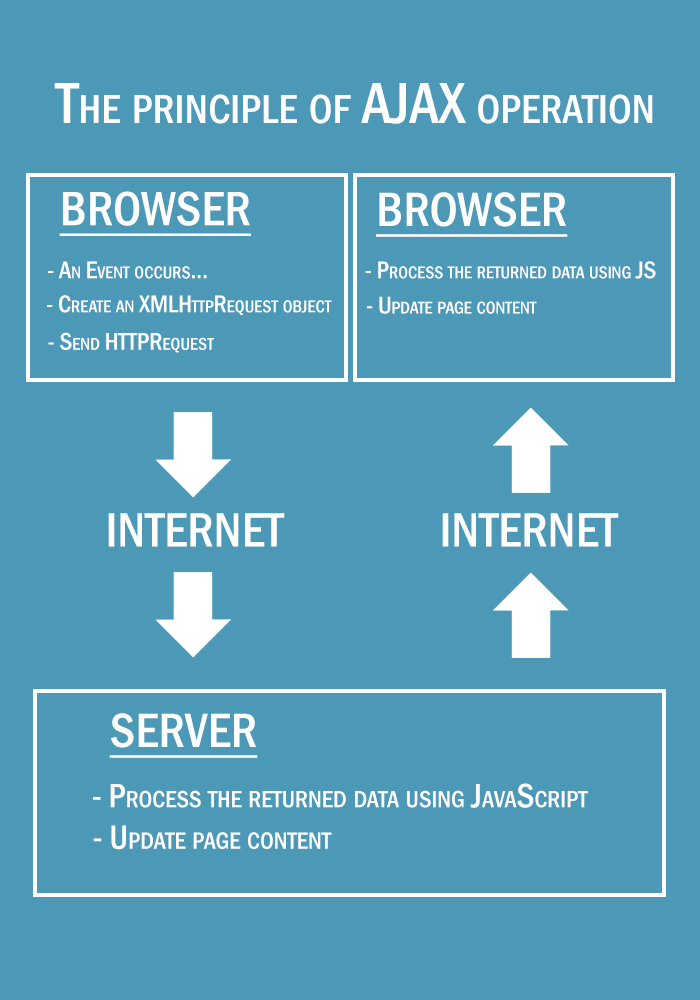 The principle of AJAX operation
BROWSER
- An Event occurs...
- Create an XMLHttpRequest object
- Send HTTPRequest
BROWSER
- Process the returned data using JS
- Update page content
INTERNET
INTERNET
SERVER
- Process the returned data using JavaScript
- Update page content